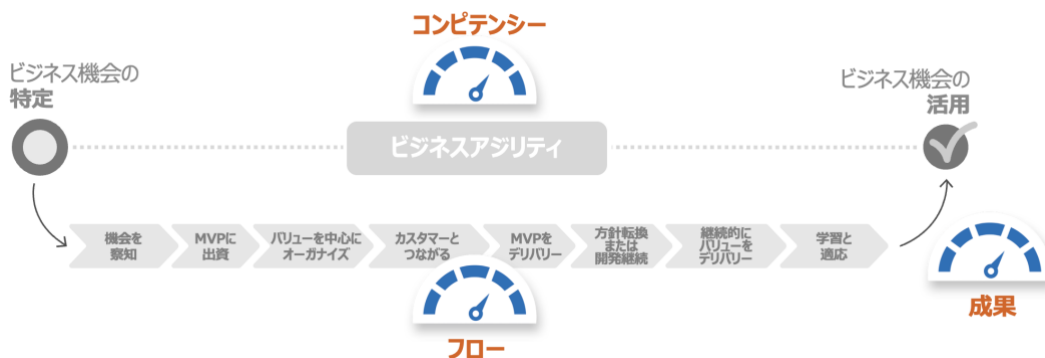 コンピテンシー
ビジネス機会の
特定
ビジネス機会の
活用
ビジネスアジリティ
機会を
察知
MVPに
出資
バリューを中心に
オーガナイズ
カスタマーと
つながる
MVPを
デリバリー
方針転換
または
開発継続
継続的に
バリューを
デリバリー
学習と
適応
成果
フロー